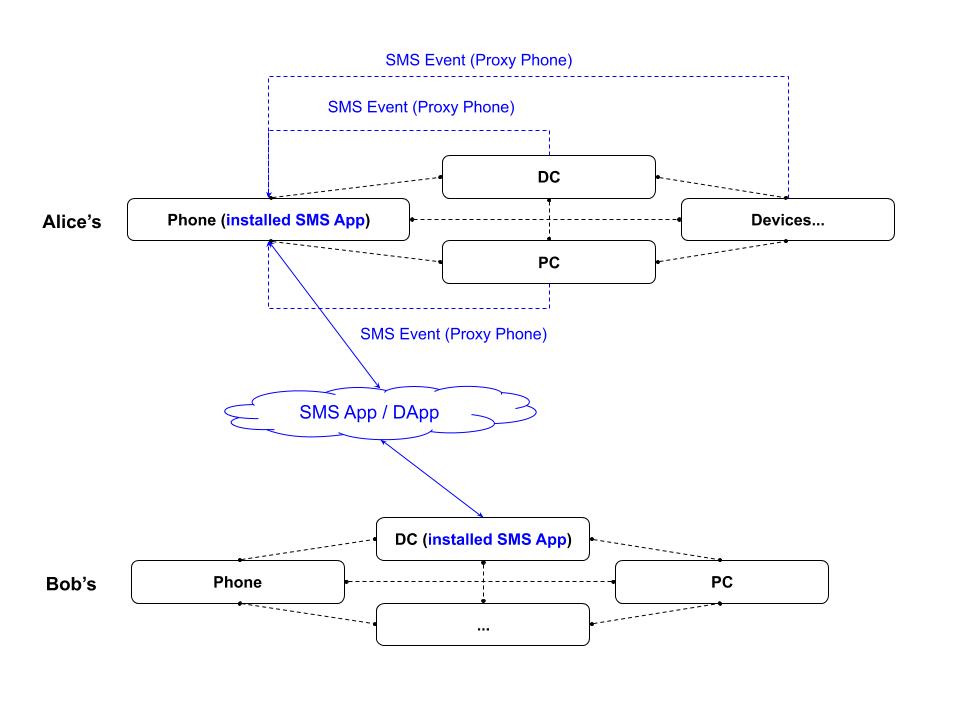 SMS Event (Proxy Phone)
SMS Event (Proxy Phone)
DC
Alice’s
Phone (installed SMS App)
Devices...
PC
SMS Event (Proxy Phone)
SMS App / DApp
DC (installed SMS App)
Bob’s
Phone
PC
...